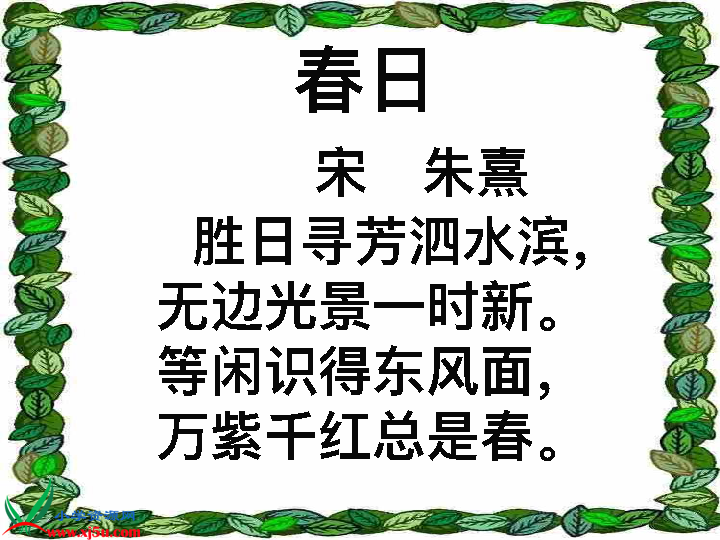 春日
宋 朱熹
胜日寻芳泗水滨，
无边光景一时新。
等闲识得东风面，
万紫千红总是春。
www.xj5u.com